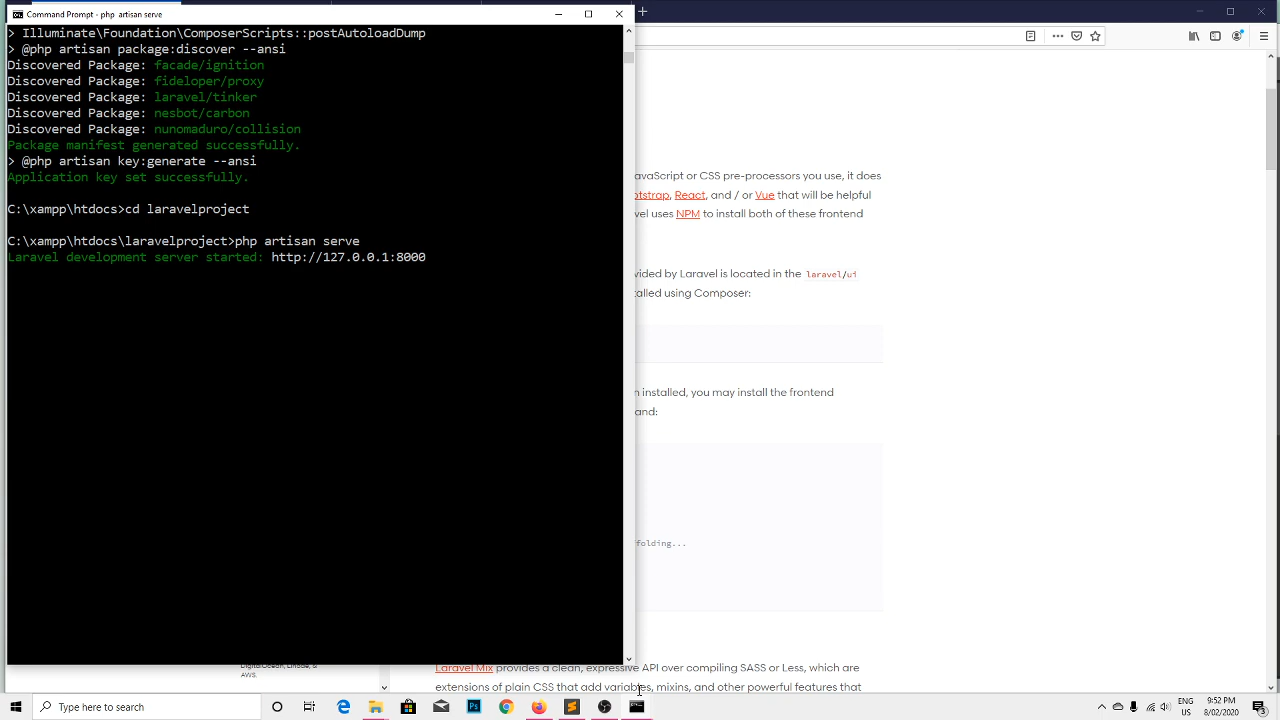 Command Prompt - php artisan serve
> Illuminate\Foundation\ComposerScripts::postAutoloadDump
> @php artisan package:discover --ansi
Discovered Package: facade/ignition
Discovered Package: fideloper/proxy
Discovered Package: laravel/tinker
Discovered Package: nesbot/carbon
Discovered Package: nunomaduro/collision
Package manifest generated successfully.
> @php artisan key:generate --ansi
Application key set successfully.
C:\xampp\htdocs>cd laravelproject
C:\xampp\htdocs\laravelproject>php artisan serve
Laravel development server started: http://127.0.0.1:8000
avaScript or CSS pre-processors you use, it does
otstrap, React, and / or Vue that will be helpful
vel uses NPM to install both of these frontend
vided by Laravel is located in the laravel/ui
talled using Composer:
n installed, you may install the frontend
and:
ffolding...
DigitalOcean, Linode, &
AWS.
Laravel Mix provides a clean, expressive API over compiling SASS or Less, which are
extensions of plain CSS that add variables, mixins, and other powerful features that
Type here to search
ENG
US
9:52 PM
8/02/2020